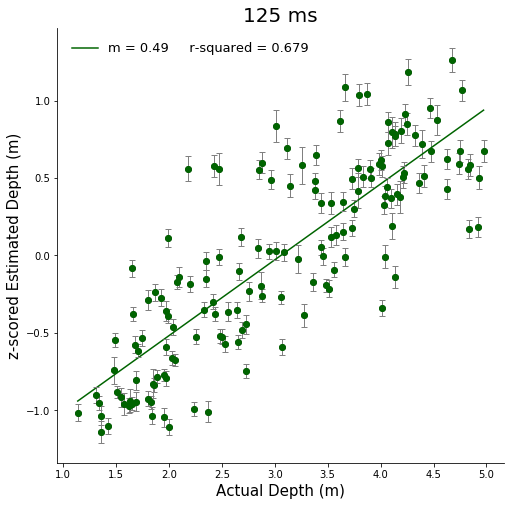 125 ms
m = 0.49 r-squared = 0.679
z-scored Estimated Depth (m)
1.0
0.5
0.0
−0.5
−1.0
1.0 1.5 2.0 2.5 3.0 3.5 4.0 4.5 5.0
Actual Depth (m)